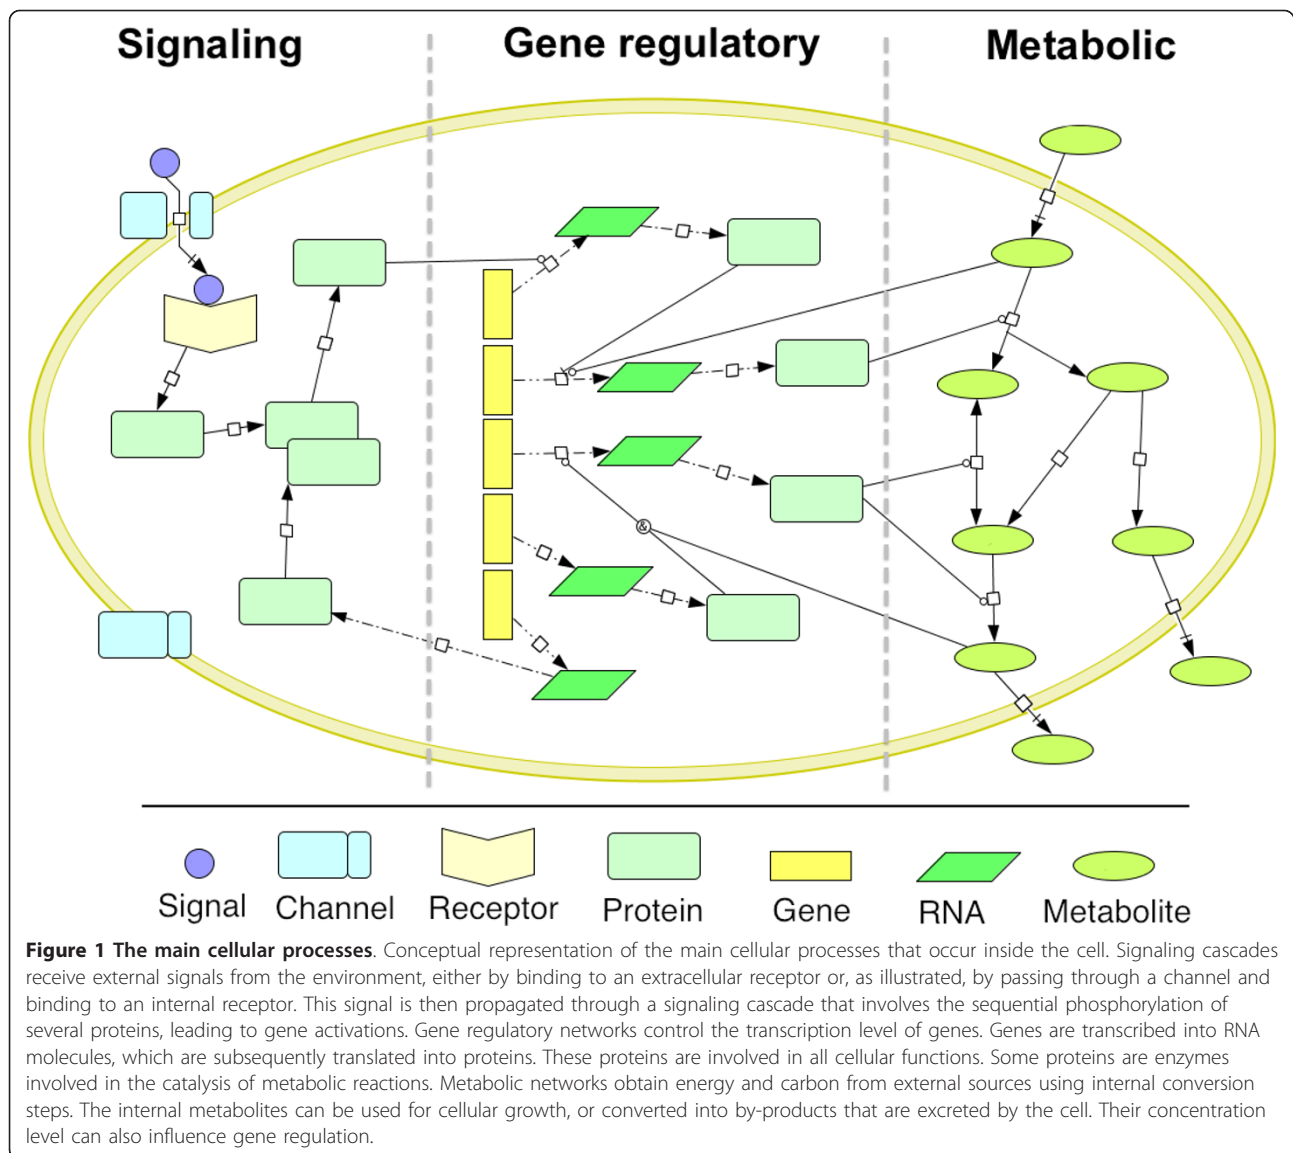 Signaling
Gene regulatory
Metabolic
&
Signal
Channel
Receptor
Protein
Gene
RNA
Metabolite
Figure 1 The main cellular processes. Conceptual representation of the main cellular processes that occur inside the cell. Signaling cascades
receive external signals from the environment, either by binding to an extracellular receptor or, as illustrated, by passing through a channel and
binding to an internal receptor. This signal is then propagated through a signaling cascade that involves the sequential phosphorylation of
several proteins, leading to gene activations. Gene regulatory networks control the transcription level of genes. Genes are transcribed into RNA
molecules, which are subsequently translated into proteins. These proteins are involved in all cellular functions. Some proteins are enzymes
involved in the catalysis of metabolic reactions. Metabolic networks obtain energy and carbon from external sources using internal conversion
steps. The internal metabolites can be used for cellular growth, or converted into by-products that are excreted by the cell. Their concentration
level can also influence gene regulation.